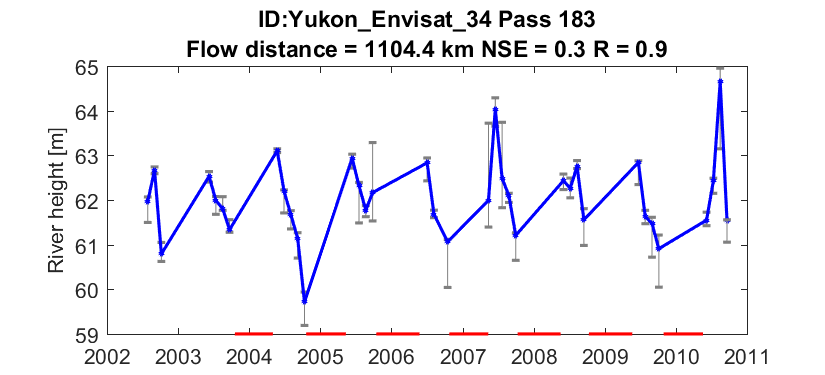 ID:Yukon_Envisat_34 Pass 183
Flow distance = 1104.4 km NSE = 0.3 R = 0.9
River height [m]
65
64
63
62
61
60
59
2002 2003 2004 2005 2006 2007 2008 2009 2010 2011